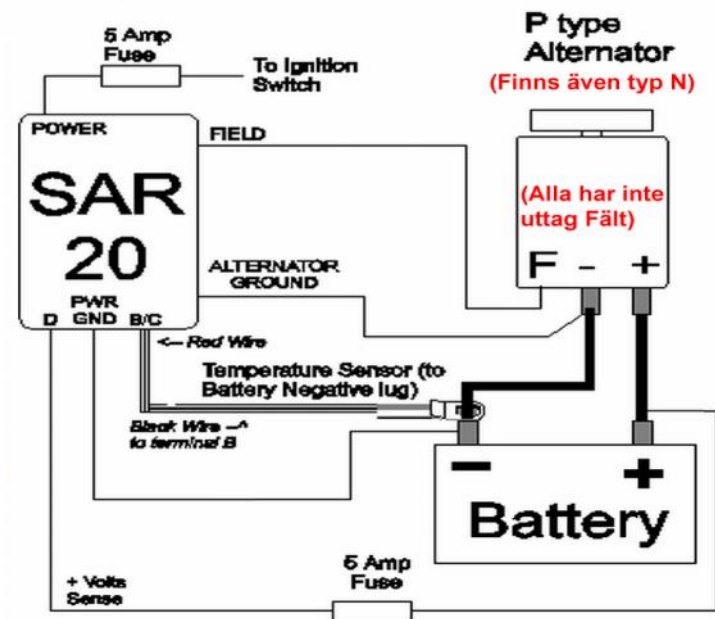 5 Amp
Fuse
To Ignition
Switch
P type
Alternator
(Finns även typ N)
POWER
FIELD
SAR
20
(Alla har inte
uttag Fält)
F - +
ALTERNATOR
GROUND
PWR
D GND B/C
<-- Red Wire
Temperature Sensor (to
Battery Negative lug)
Black Wire --^
to terminal B
- +
Battery
+ Volts
Sense
5 Amp
Fuse